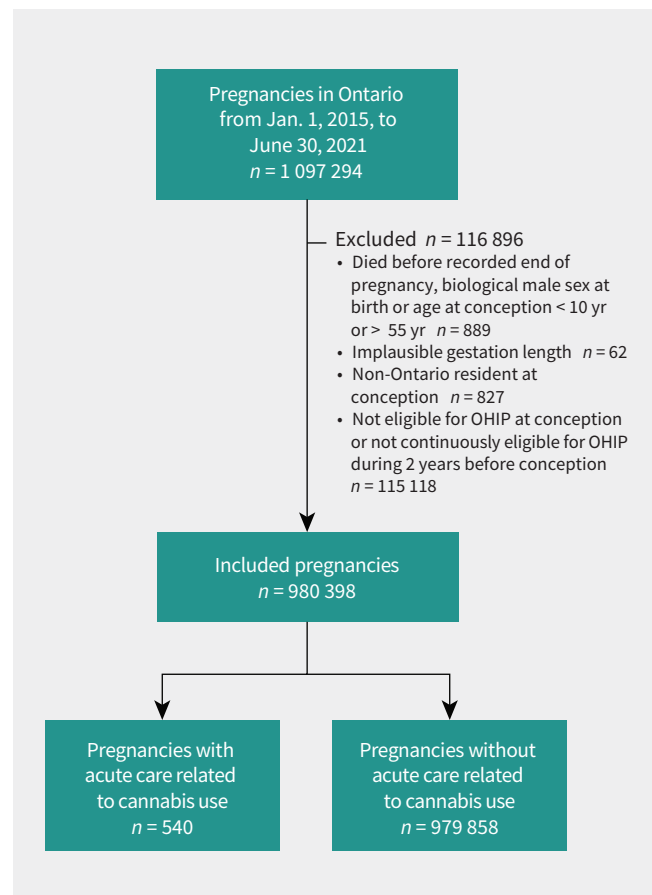 Pregnancies in Ontario
from Jan. 1, 2015, to
June 30, 2021
n = 1 097 294
Excluded n = 116 896
• Died before recorded end of
pregnancy, biological male sex at
birth or age at conception < 10 yr
or > 55 yr n = 889
• Implausible gestation length n = 62
• Non-Ontario resident at
conception n = 827
• Not eligible for OHIP at conception
or not continuously eligible for OHIP
during 2 years before conception
n = 115 118
Included pregnancies
n = 980 398
Pregnancies with
acute care related
to cannabis use
n = 540
Pregnancies without
acute care related
to cannabis use
n = 979 858